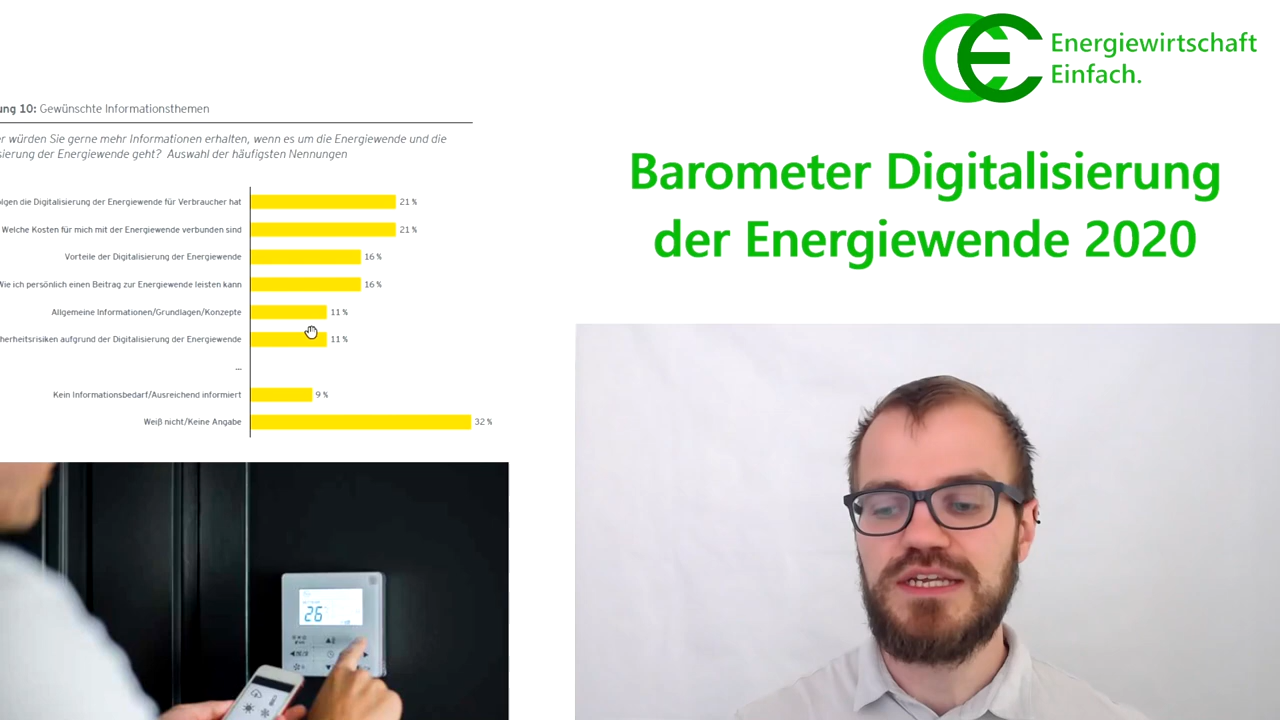 Energiewirtschaft
Einfach.
Barometer Digitalisierung
der Energiewende 2020
ung 10: Gewünschte Informationsthemen
er würden Sie gerne mehr Informationen erhalten, wenn es um die Energiewende und die
sierung der Energiewende geht? Auswahl der häufigsten Nennungen
olgen die Digitalisierung der Energiewende für Verbraucher hat 21 %
Welche Kosten für mich mit der Energiewende verbunden sind 21 %
Vorteile der Digitalisierung der Energiewende 16 %
Wie ich persönlich einen Beitrag zur Energiewende leisten kann 16 %
Allgemeine Informationen/Grundlagen/Konzepte 11 %
herheitsrisiken aufgrund der Digitalisierung der Energiewende 11 %
...
Kein Informationsbedarf/Ausreichend informiert 9 %
Weiß nicht/Keine Angabe 32 %
26